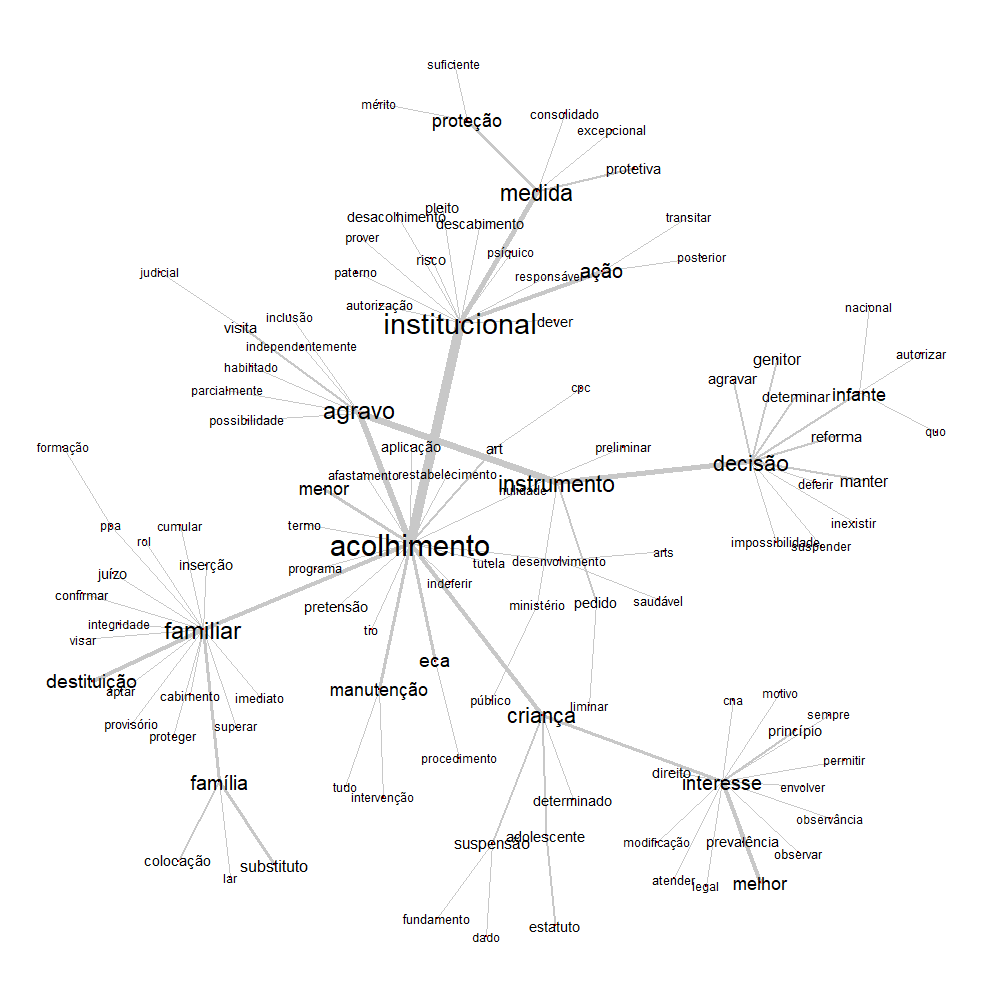 suficiente
mérito
proteção
consolidado
excepcional
protetiva
medida
pleito
desacolhimento
descabimento
transitar
prover
psíquico
risco
posterior
judicial
paterno
responsável
ação
autorização
nacional
inclusão
institucional
dever
visita
independentemente
autorizar
genitor
habilitado
agravar
parcialmente
cpc
determinar
infante
agravo
possibilidade
quo
reforma
formação
aplicação
art
preliminar
decisão
afastamento
restabelecimento
instrumento
manter
menor
nulidade
deferir
ppa
cumular
termo
inexistir
rol
impossibilidade
suspender
acolhimento
arts
inserção
programa
tutela
desenvolvimento
juízo
indeferir
confirmar
pretensão
ministério
pedido
saudável
integridade
familiar
tio
visar
eca
destituição
aptar
manutenção
cabimento
imediato
público
liminar
cna
motivo
provisório
superar
criança
sempre
proteger
princípio
procedimento
permitir
direito
família
interesse
tudo
envolver
intervenção
determinado
observância
adolescente
suspensão
modificação
prevalência
colocação
observar
substituto
lar
atender
legal
melhor
fundamento
estatuto
dado